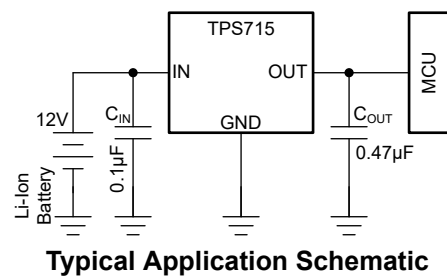 TPS715
IN
OUT
GND
MCU
12V
C_IN
0.1µF
C_OUT
0.47µF
Li-Ion
Battery
Typical Application Schematic